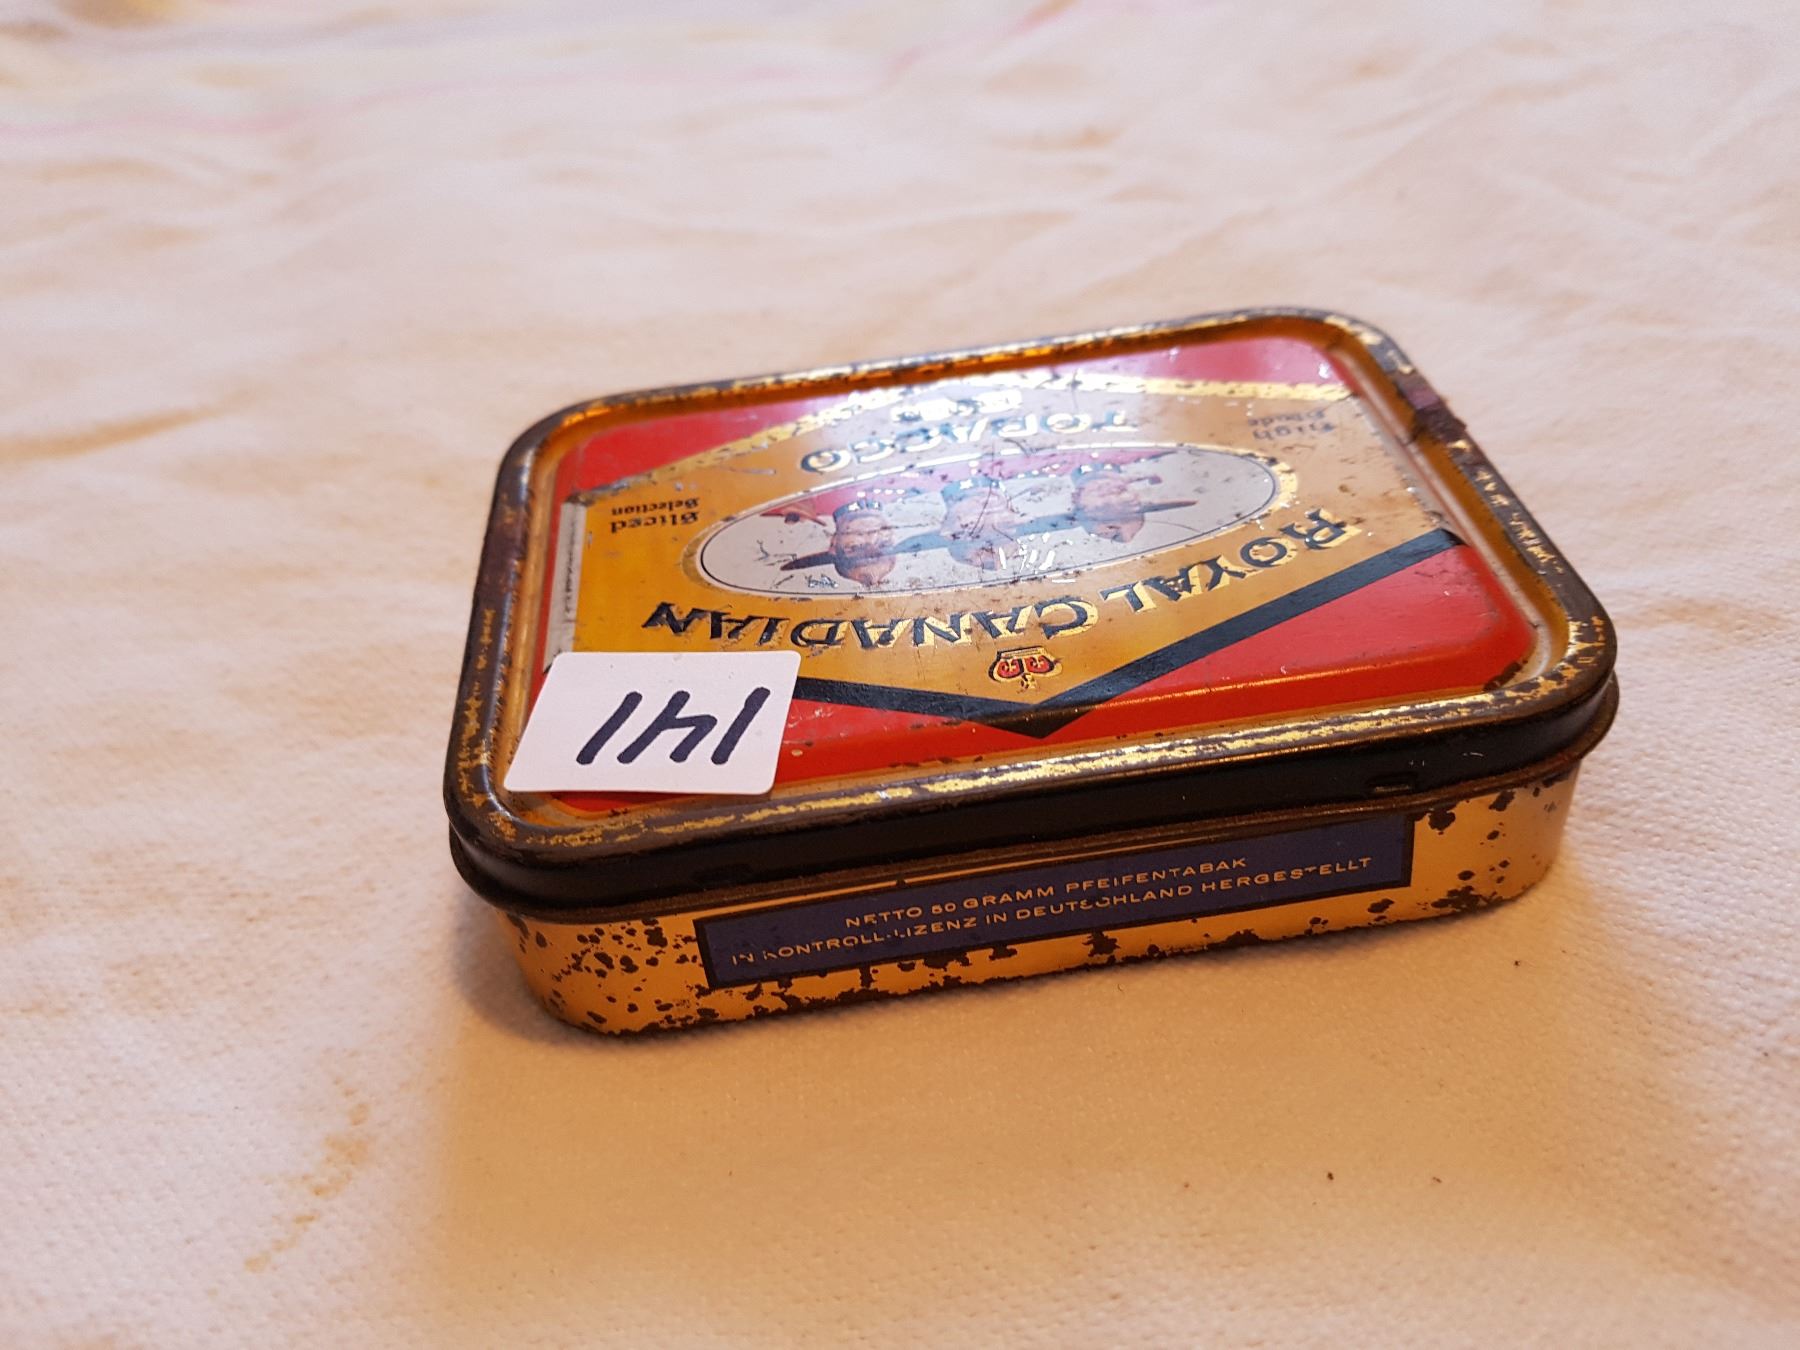 ROYAL CANADIAN
High
Grade
Sliced
Selection
TOBACCO
141
NETTO 50 GRAMM PFEIFENTABAK
IN KONTROLL-LIZENZ IN DEUTSCHLAND HERGESTELLT